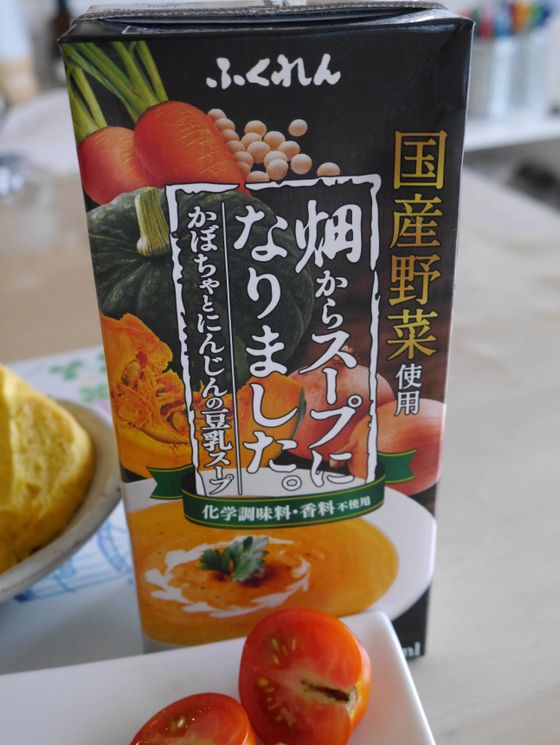 ふくれん
国産野菜使用
畑からスープに
なりました。
かぼちゃとにんじんの豆乳スープ
化学調味料・香料不使用
ml